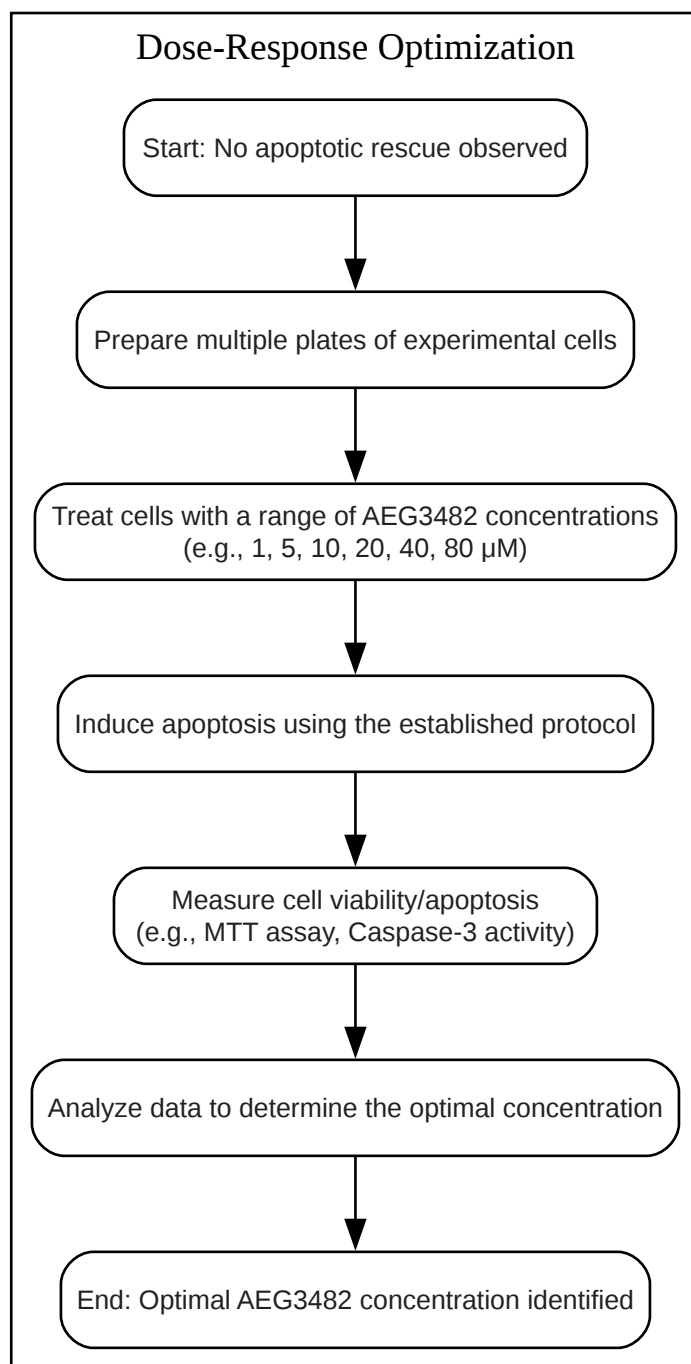 Dose-Response Optimization
Start: No apoptotic rescue observed
Prepare multiple plates of experimental cells
Treat cells with a range of AEG3482 concentrations
(e.g., 1, 5, 10, 20, 40, 80 μM)
Induce apoptosis using the established protocol
Measure cell viability/apoptosis
(e.g., MTT assay, Caspase-3 activity)
Analyze data to determine the optimal concentration
End: Optimal AEG3482 concentration identified